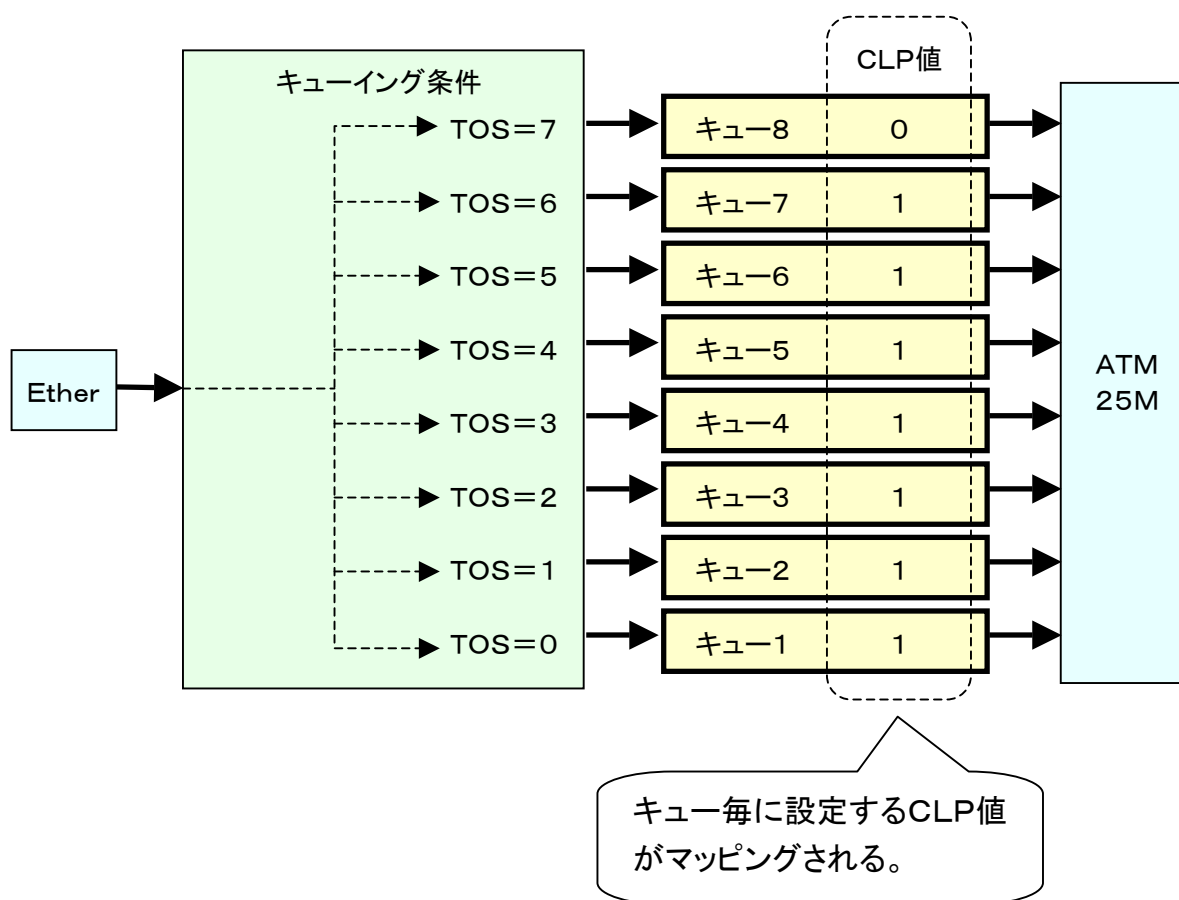 CLP値
キューイング条件
TOS=7
キュー8
0
TOS=6
キュー7
1
TOS=5
キュー6
1
TOS=4
キュー5
1
ATM
25M
Ether
TOS=3
キュー4
1
TOS=2
キュー3
1
TOS=1
キュー2
1
TOS=0
キュー1
1
キュー毎に設定するCLP値
がマッピングされる。